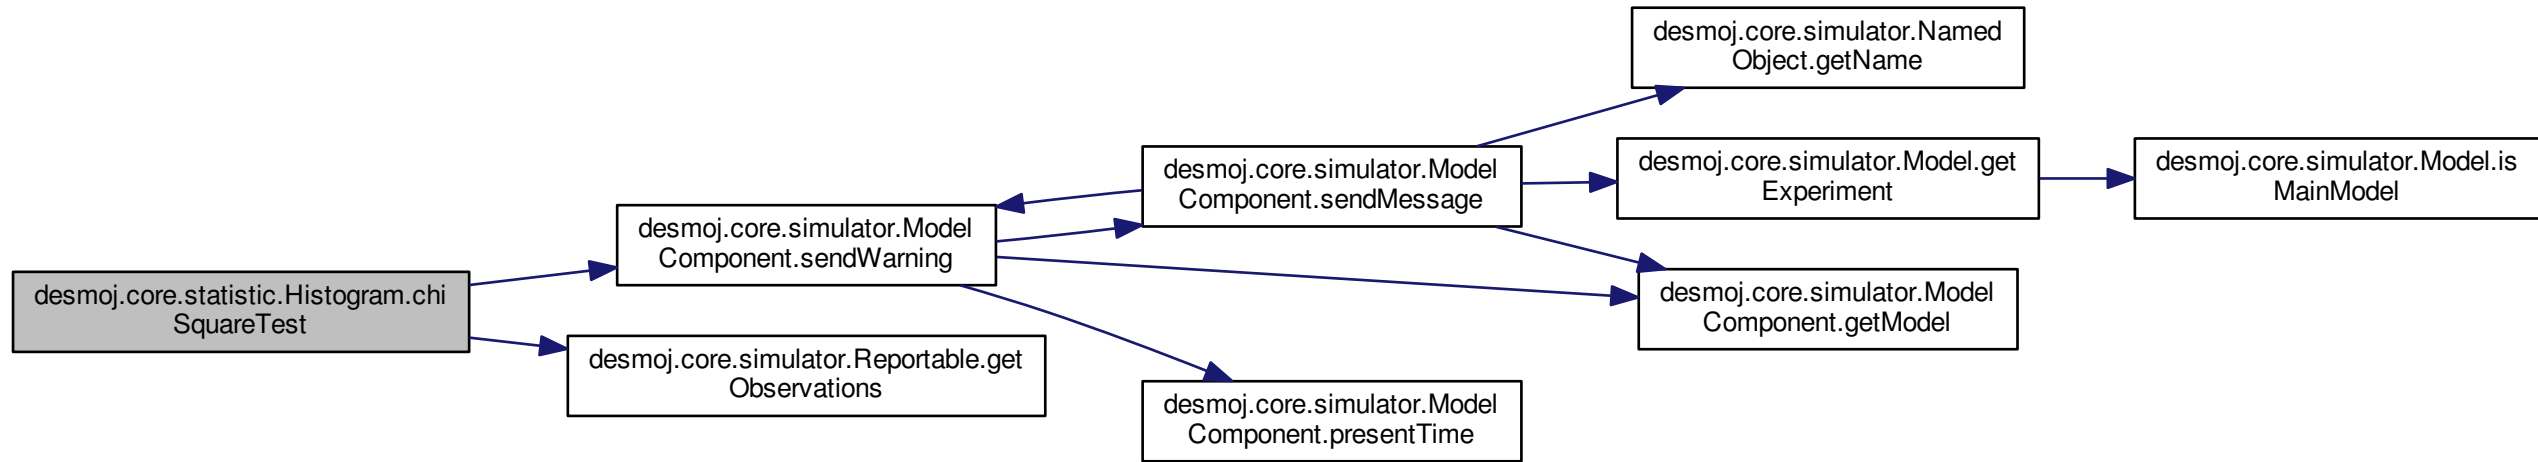 desmoj.core.statistic.Histogram.chi
SquareTest
desmoj.core.simulator.Model
Component.sendWarning
desmoj.core.simulator.Reportable.get
Observations
desmoj.core.simulator.Model
Component.sendMessage
desmoj.core.simulator.Model
Component.presentTime
desmoj.core.simulator.Named
Object.getName
desmoj.core.simulator.Model.get
Experiment
desmoj.core.simulator.Model
Component.getModel
desmoj.core.simulator.Model.is
MainModel